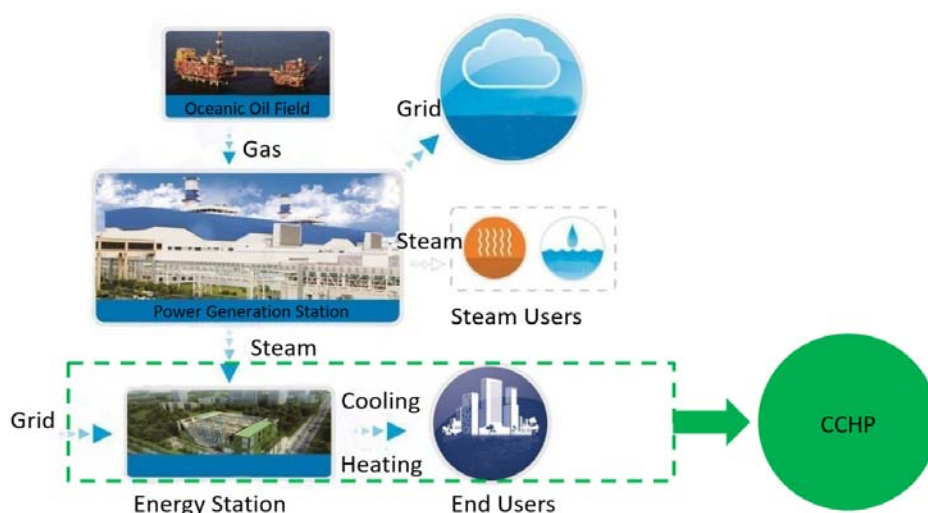 Oceanic Oil Field
Gas
Grid
Power Generation Station
Steam
Steam Users
Steam
Grid
Cooling
Heating
CCHP
Energy Station
End Users